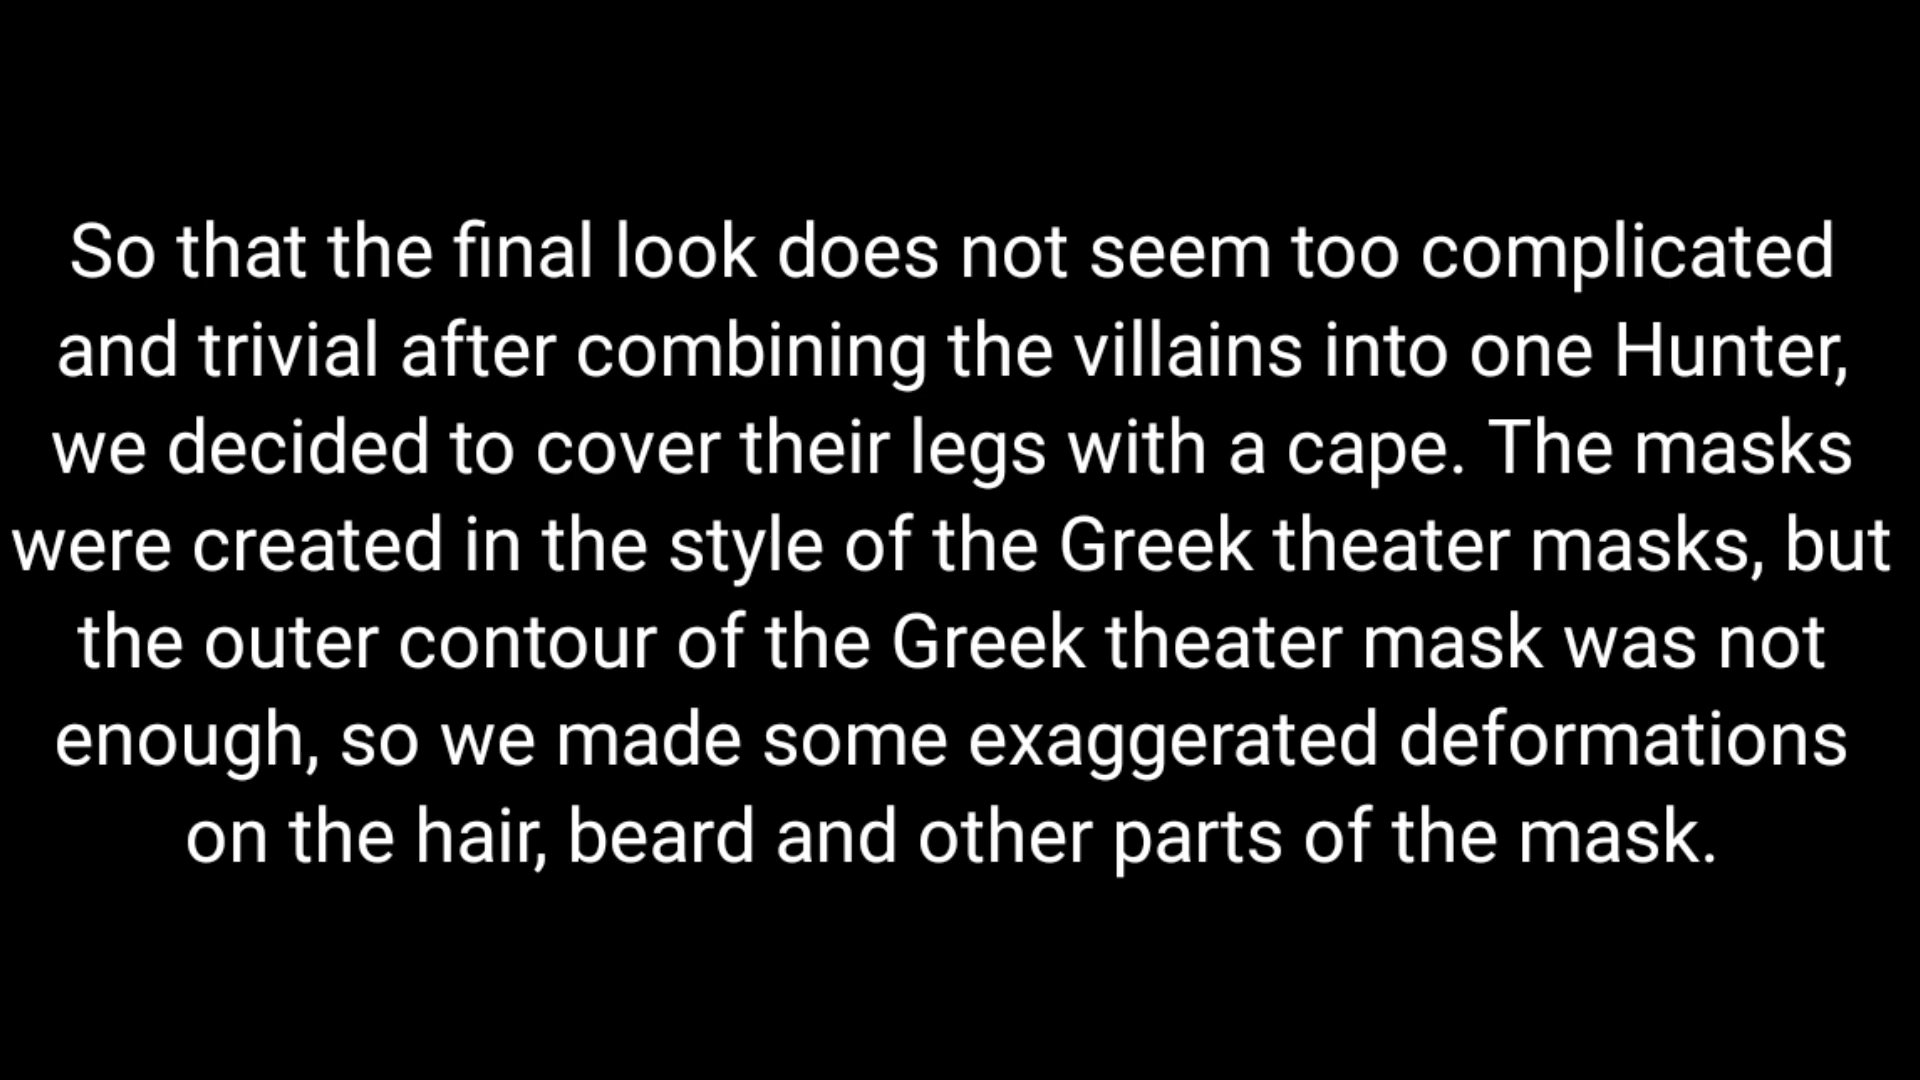 So that the final look does not seem too complicated
and trivial after combining the villains into one Hunter,
we decided to cover their legs with a cape. The masks
were created in the style of the Greek theater masks, but
the outer contour of the Greek theater mask was not
enough, so we made some exaggerated deformations
on the hair, beard and other parts of the mask.